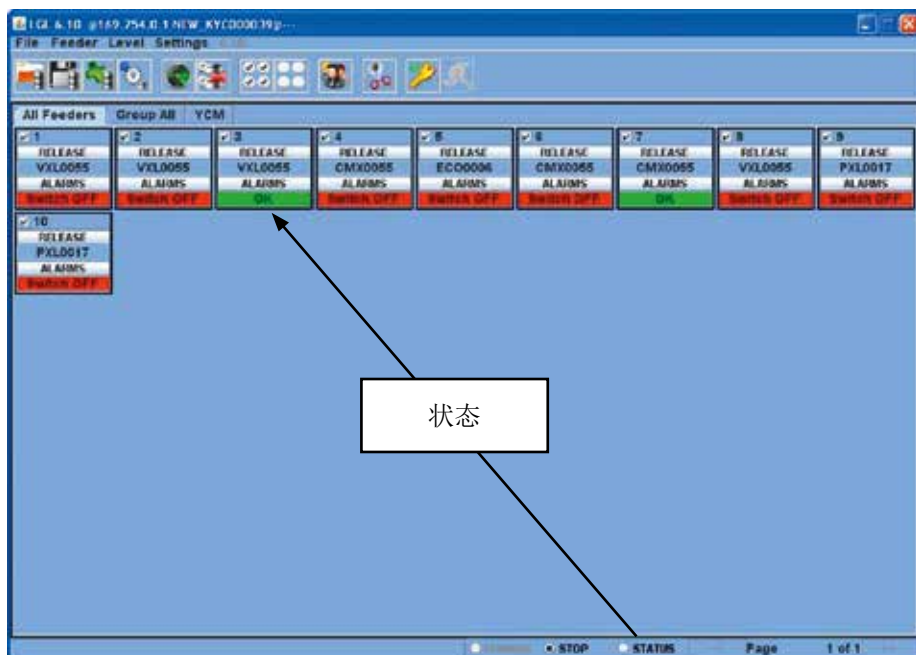 File Feeder Level Settings
All Feeders Group All YCM
1 2 3 4 5 6 7 8 9
RELEASE RELEASE RELEASE RELEASE RELEASE RELEASE RELEASE RELEASE RELEASE
VXL0055 VXL0055 VXL0055 CMX0055 ECO0006 CMX0055 CMX0055 VXL0055 PXL0017
ALARMS ALARMS ALARMS ALARMS ALARMS ALARMS ALARMS ALARMS ALARMS
Switch OFF Switch OFF OK Switch OFF Switch OFF Switch OFF OK Switch OFF Switch OFF
10
RELEASE
PXL0017
ALARMS
Switch OFF
状态
STOP STATUS Page 1 of 1